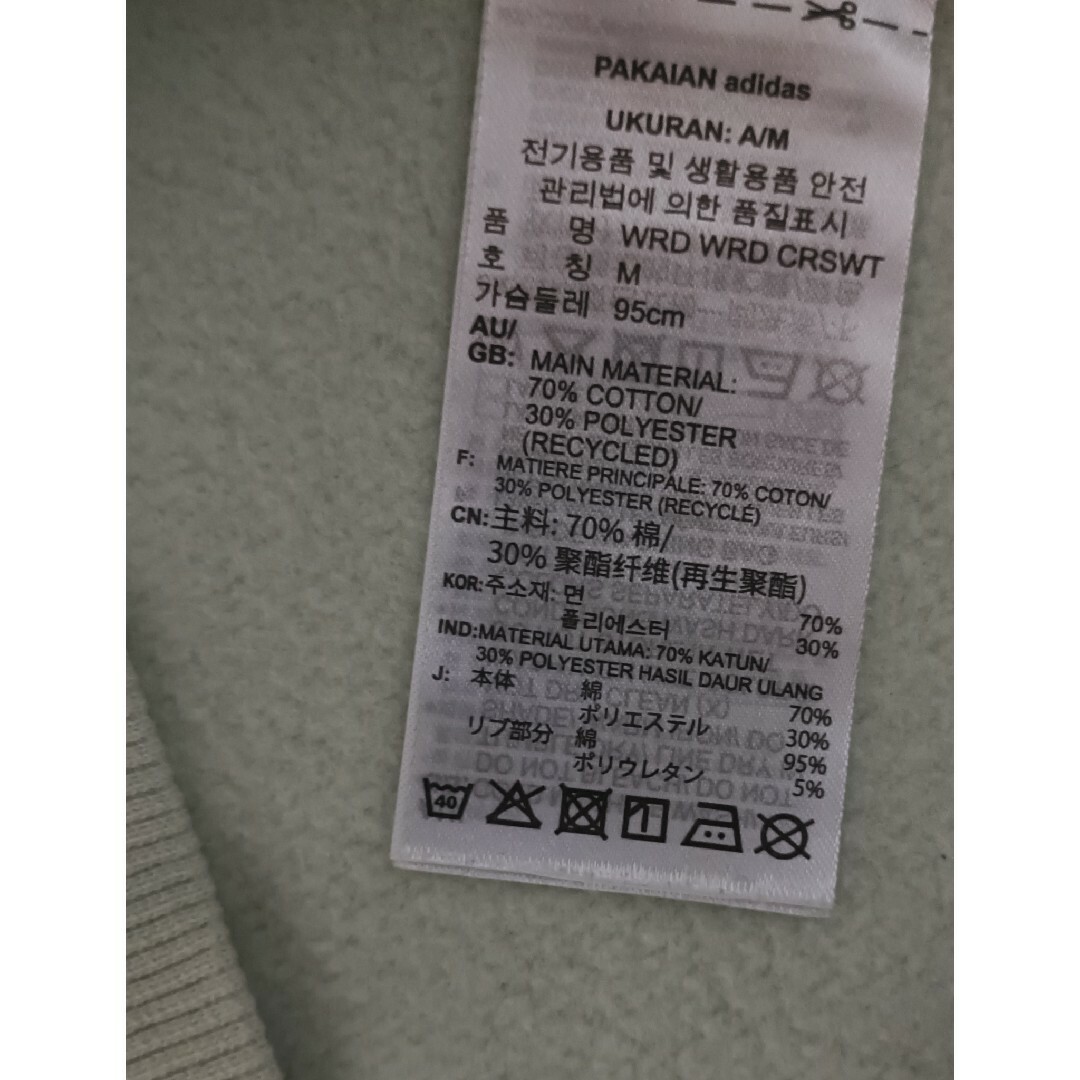 PAKAIAN adidas
UKURAN: A/M
전기용품 및 생활용품 안전
관리법에 의한 품질표시
품 명 WRD WRD CRSWT
호 칭 M
가슴둘레 95cm
AU/
GB: MAIN MATERIAL:
70% COTTON/
30% POLYESTER
(RECYCLED)
F: MATIERE PRINCIPALE: 70% COTON/
30% POLYESTER (RECYCLÉ)
CN:主料: 70% 棉/
30% 聚酯纤维(再生聚酯)
KOR:주소재: 면 70%
폴리에스터 30%
IND:MATERIAL UTAMA: 70% KATUN/
30% POLYESTER HASIL DAUR ULANG
J: 本体 綿 70%
ポリエステル 30%
リブ部分 綿 95%
ポリウレタン 5%
40